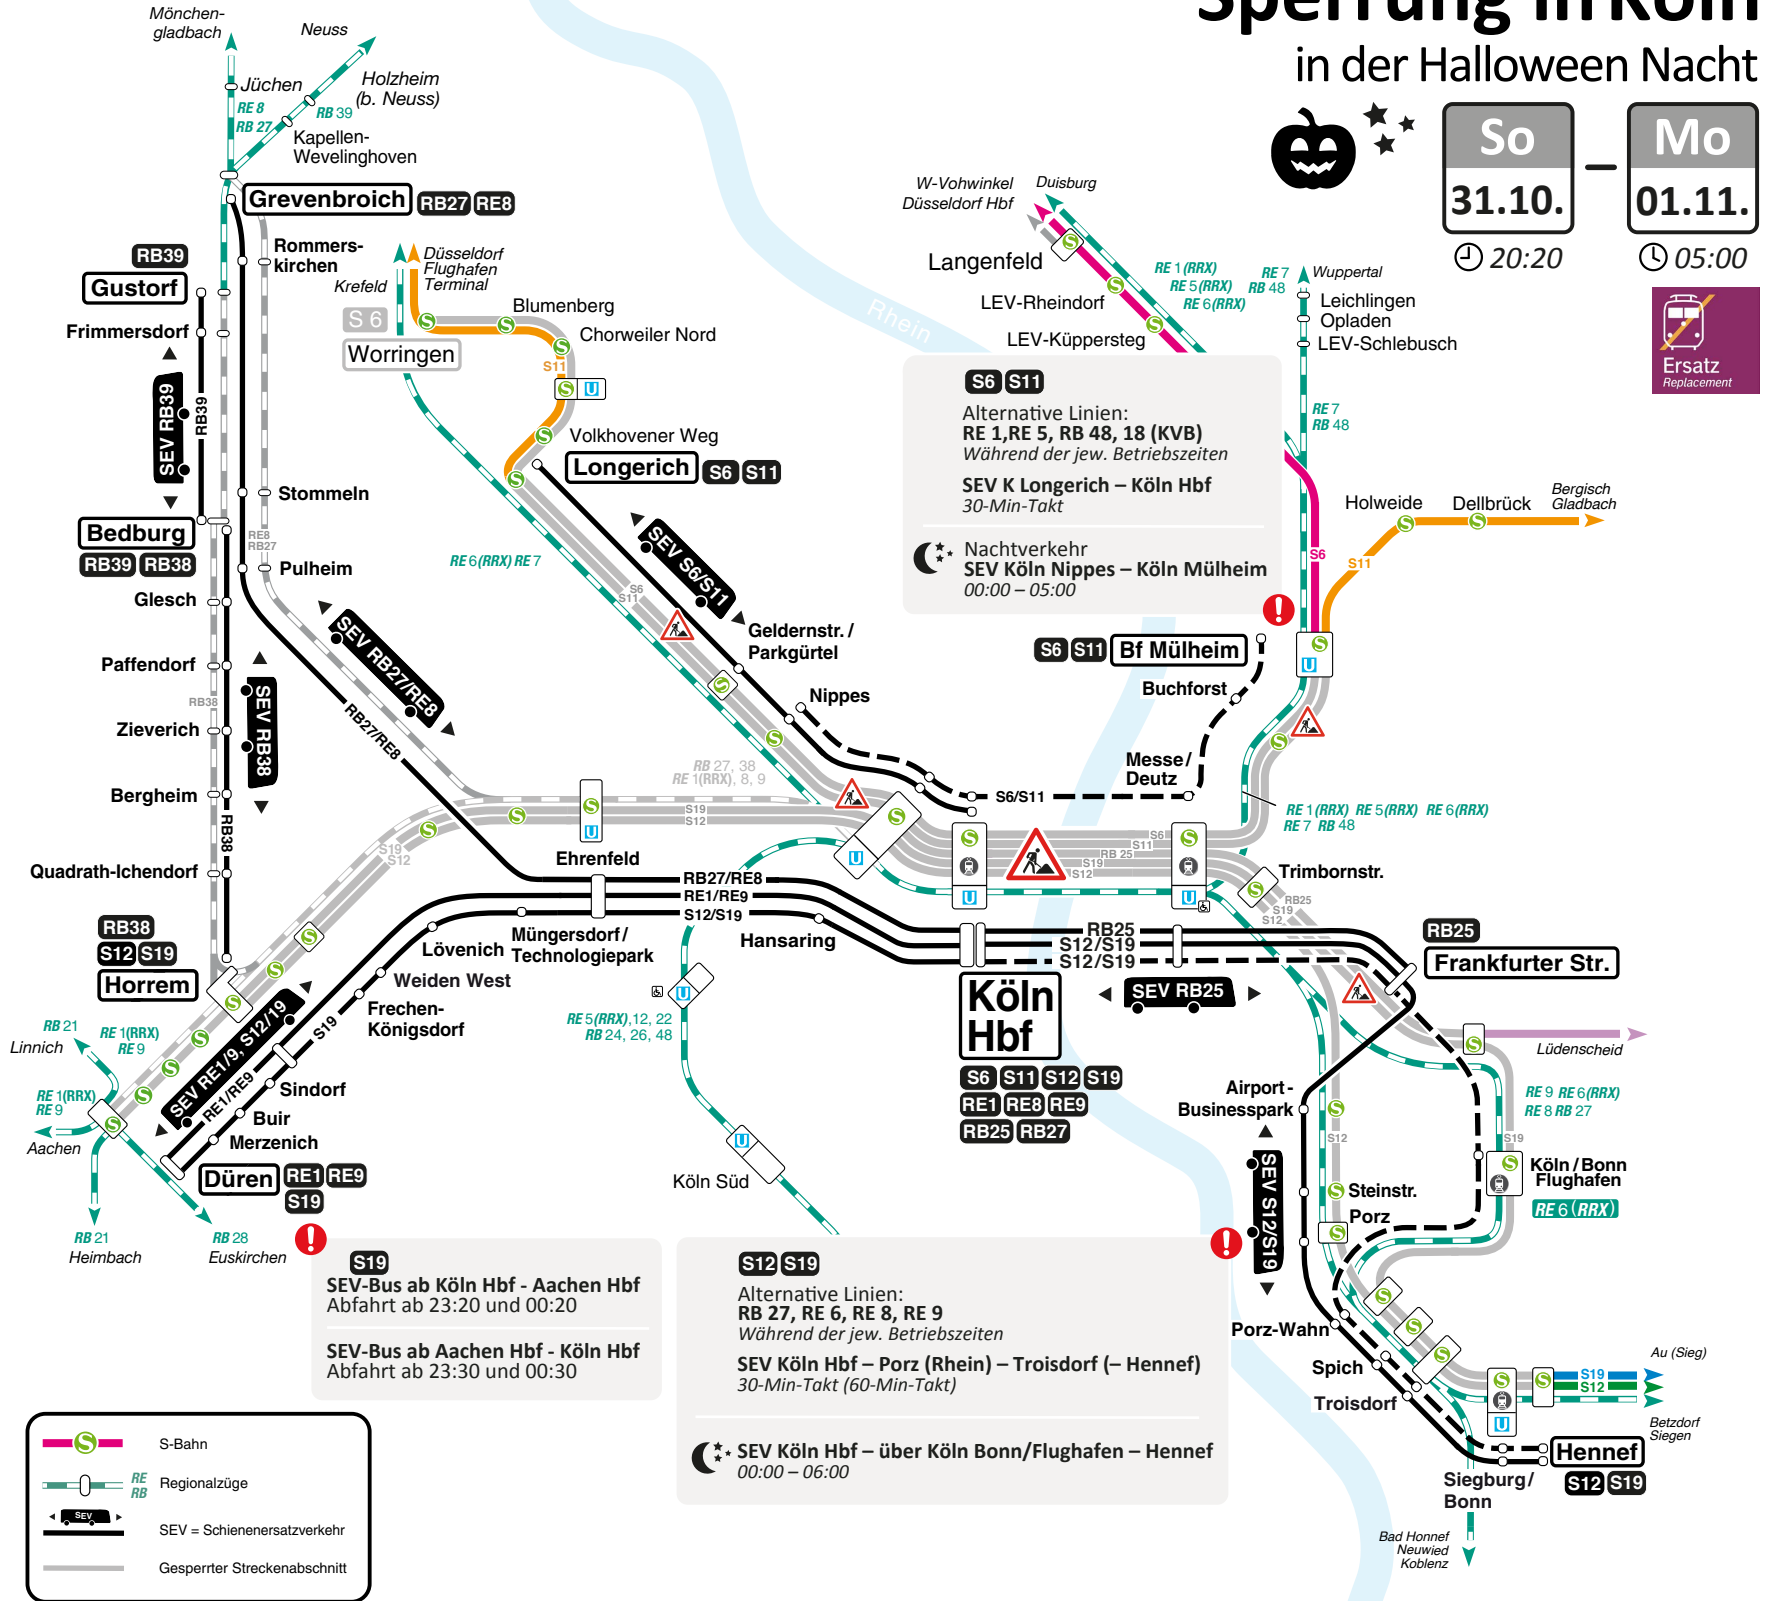 Sperrung in Köln
in der Halloween Nacht
So
31.10.
20:20
–
Mo
01.11.
05:00
Ersatz
Replacement
Mönchen-
gladbach
Neuss
Jüchen
RE 8
RB 27
RB 39
Holzheim
(b. Neuss)
Kapellen-
Wevelinghoven
Grevenbroich RB27 RE8
RB39
Gustorf
Rommers-
kirchen
Frimmersdorf
SEV RB39
RB39
Stommeln
Bedburg
RB39 RB38
RE8
RB27
Pulheim
Glesch
Paffendorf
RB38
Zieverich
SEV RB38
Bergheim
RB38
Quadrath-Ichendorf
RB38
S12 S19
Horrem
Krefeld
Düsseldorf
Flughafen
Terminal
S 6
Worringen
Blumenberg
Chorweiler Nord
S11
U
Volkhovener Weg
Longerich S6 S11
RE 6(RRX) RE 7
S6
S11
SEV S6/S11
Geldernstr. /
Parkgürtel
Nippes
SEV RB27/RE8
RB27/RE8
RB 27, 38
RE 1(RRX), 8, 9
S19
S12
S19
S12
U
Ehrenfeld
RB27/RE8
RE1/RE9
S12/S19
Lövenich
Müngersdorf /
Technologiepark
Hansaring
Weiden West
Frechen-
Königsdorf
S19
SEV RE1/9, S12/19
RE1/RE9
Sindorf
Buir
Merzenich
Düren RE1 RE9
S19
RB 21
Linnich
RE 1(RRX)
RE 9
RE 1(RRX)
RE 9
Aachen
RB 21
Heimbach
RB 28
Euskirchen
Rhein
W-Vohwinkel
Düsseldorf Hbf
Duisburg
Langenfeld
LEV-Rheindorf
LEV-Küppersteg
RE 1(RRX)
RE 5(RRX)
RE 6(RRX)
RE 7
RB 48
Wuppertal
Leichlingen
Opladen
LEV-Schlebusch
RE 7
RB 48
S6 S11
Alternative Linien:
RE 1,RE 5, RB 48, 18 (KVB)
Während der jew. Betriebszeiten
SEV K Longerich – Köln Hbf
30-Min-Takt
Nachtverkehr
SEV Köln Nippes – Köln Mülheim
00:00 – 05:00
Holweide
Dellbrück
Bergisch
Gladbach
S6
S11
S6 S11 Bf Mülheim
U
Buchforst
Messe /
Deutz
S6/S11
RE 1(RRX) RE 5(RRX) RE 6(RRX)
RE 7 RB 48
U
U
U
S6
S11
RB 25
S19
S12
Trimbornstr.
RB25
S19
S12
RB25
S12/S19
S12/S19
RB25
Frankfurter Str.
SEV RB25
Köln
Hbf
S6 S11 S12 S19
RE1 RE8 RE9
RB25 RB27
U
RE 5(RRX),12, 22
RB 24, 26, 48
U
Köln Süd
Lüdenscheid
Airport-
Businesspark
RE 9 RE 6(RRX)
RE 8 RB 27
S12
S19
SEV S12/S19
Steinstr.
Porz
Köln / Bonn
Flughafen
RE 6 (RRX)
Porz-Wahn
Spich
Troisdorf
U
S19
S12
Au (Sieg)
Betzdorf
Siegen
Hennef
S12 S19
Siegburg /
Bonn
Bad Honnef
Neuwied
Koblenz
S19
SEV-Bus ab Köln Hbf - Aachen Hbf
Abfahrt ab 23:20 und 00:20
SEV-Bus ab Aachen Hbf - Köln Hbf
Abfahrt ab 23:30 und 00:30
S12 S19
Alternative Linien:
RB 27, RE 6, RE 8, RE 9
Während der jew. Betriebszeiten
SEV Köln Hbf – Porz (Rhein) – Troisdorf (– Hennef)
30-Min-Takt (60-Min-Takt)
SEV Köln Hbf – über Köln Bonn/Flughafen – Hennef
00:00 – 06:00
S
S-Bahn
RE
RB
Regionalzüge
SEV
SEV = Schienenersatzverkehr
Gesperrter Streckenabschnitt